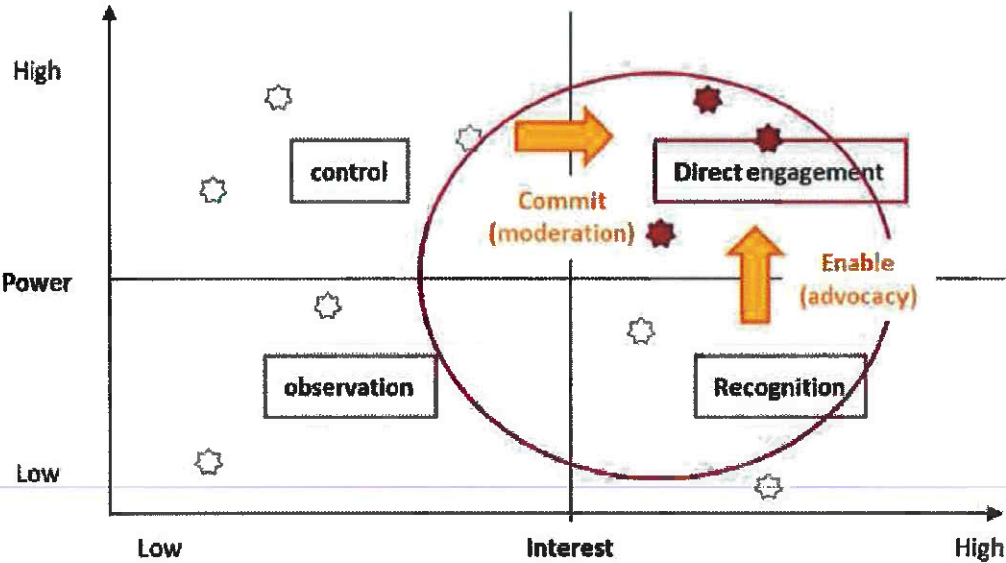 High
control
Direct engagement
Commit
(moderation)
Power
Enable
(advocacy)
observation
Recognition
Low
Low
Interest
High